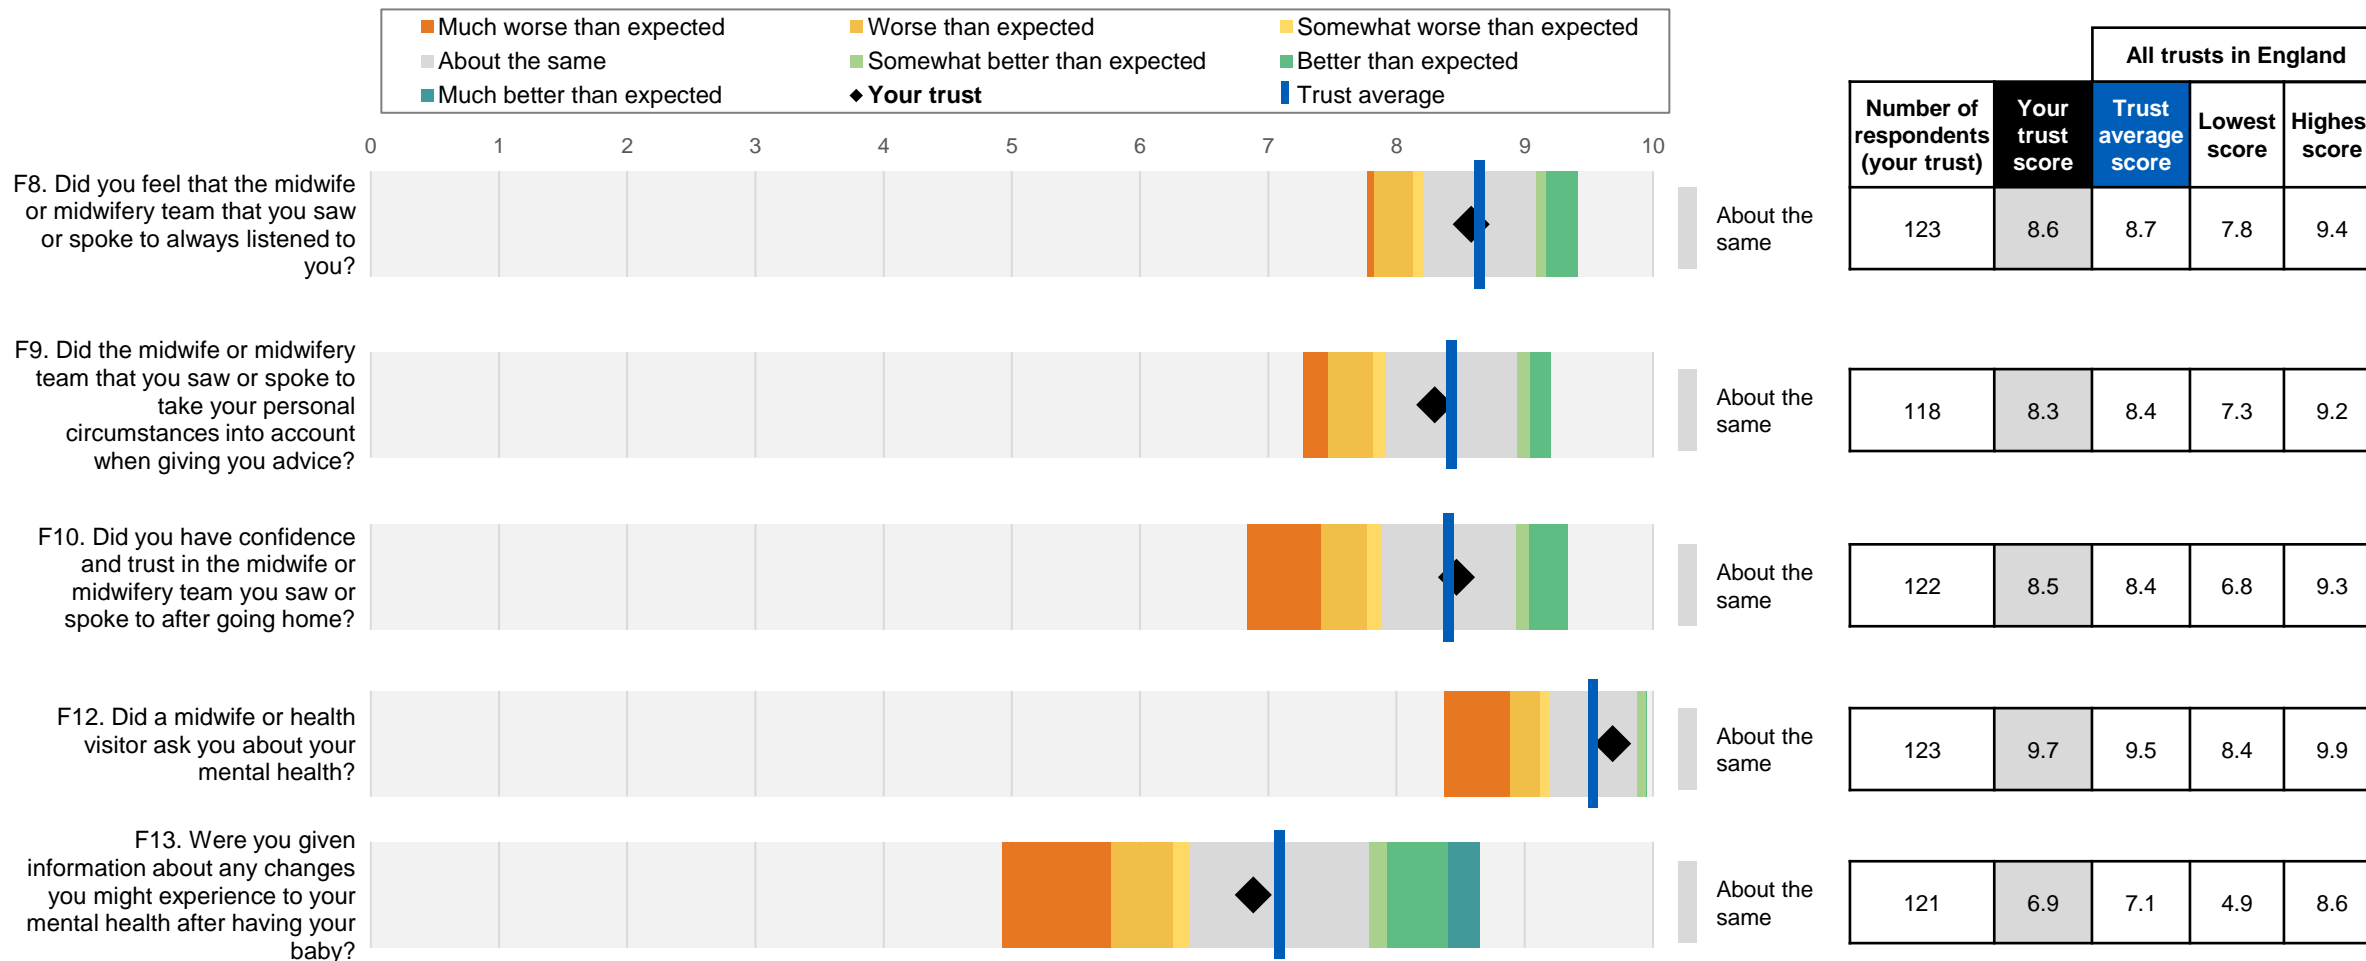 Much worse than expected
Worse than expected
Somewhat worse than expected
About the same
Somewhat better than expected
Better than expected
Much better than expected
Your trust
Trust average
All trusts in England
Number of
respondents
(your trust)
Your
trust
score
Trust
average
score
Lowest
score
Highes
score
0 1 2 3 4 5 6 7 8 9 10
F8. Did you feel that the midwife
or midwifery team that you saw
or spoke to always listened to
you?
About the
same
123 8.6 8.7 7.8 9.4
F9. Did the midwife or midwifery
team that you saw or spoke to
take your personal
circumstances into account
when giving you advice?
About the
same
118 8.3 8.4 7.3 9.2
F10. Did you have confidence
and trust in the midwife or
midwifery team you saw or
spoke to after going home?
About the
same
122 8.5 8.4 6.8 9.3
F12. Did a midwife or health
visitor ask you about your
mental health?
About the
same
123 9.7 9.5 8.4 9.9
F13. Were you given
information about any changes
you might experience to your
mental health after having your
baby?
About the
same
121 6.9 7.1 4.9 8.6